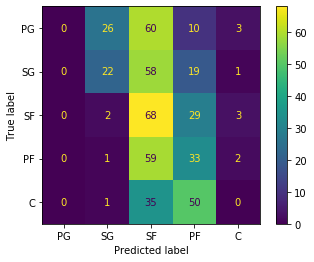 PG 0 26 60 10 3
SG 0 22 58 19 1
SF 0 2 68 29 3
PF 0 1 59 33 2
C 0 1 35 50 0
PG SG SF PF C
True label
Predicted label
60
50
40
30
20
10
0